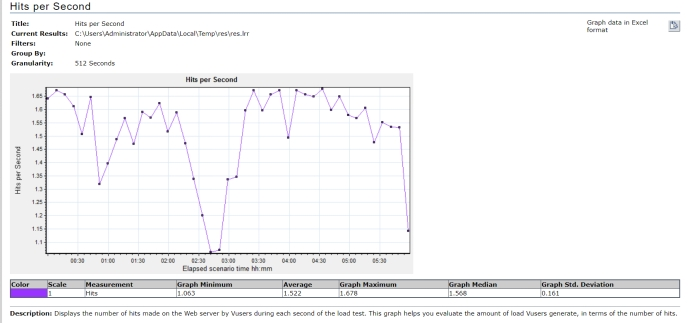 Hits per Second
Title: Hits per Second
Current Results: C:\Users\Administrator\AppData\Local\Temp\res\res.lrr
Filters: None
Group By:
Granularity: 512 Seconds
Graph data in Excel
format
Hits per Second
Hits per Second
1.65
1.6
1.55
1.5
1.45
1.4
1.35
1.3
1.25
1.2
1.15
1.1
00:30 01:00 01:30 02:00 02:30 03:00 03:30 04:00 04:30 05:00 05:30
Elapsed scenario time hh:mm
Color Scale Measurement Graph Minimum Average Graph Maximum Graph Median Graph Std. Deviation
1 Hits 1.063 1.522 1.678 1.568 0.161
Description: Displays the number of hits made on the Web server by Vusers during each second of the load test. This graph helps you evaluate the amount of load Vusers generate, in terms of the number of hits.